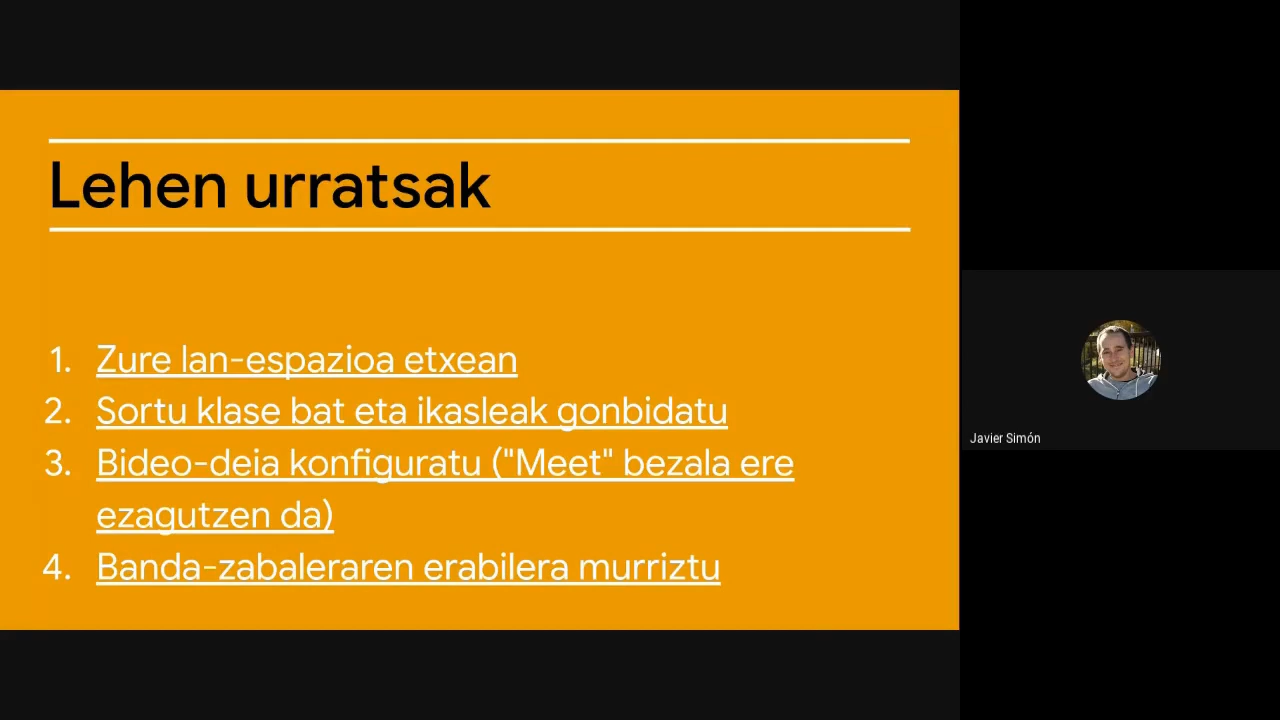 Lehen urratsak
1. Zure lan-espazioa etxean
2. Sortu klase bat eta ikasleak gonbidatu
3. Bideo-deia konfiguratu ("Meet" bezala ere
ezagutzen da)
4. Banda-zabaleraren erabilera murriztu
Javier Simón